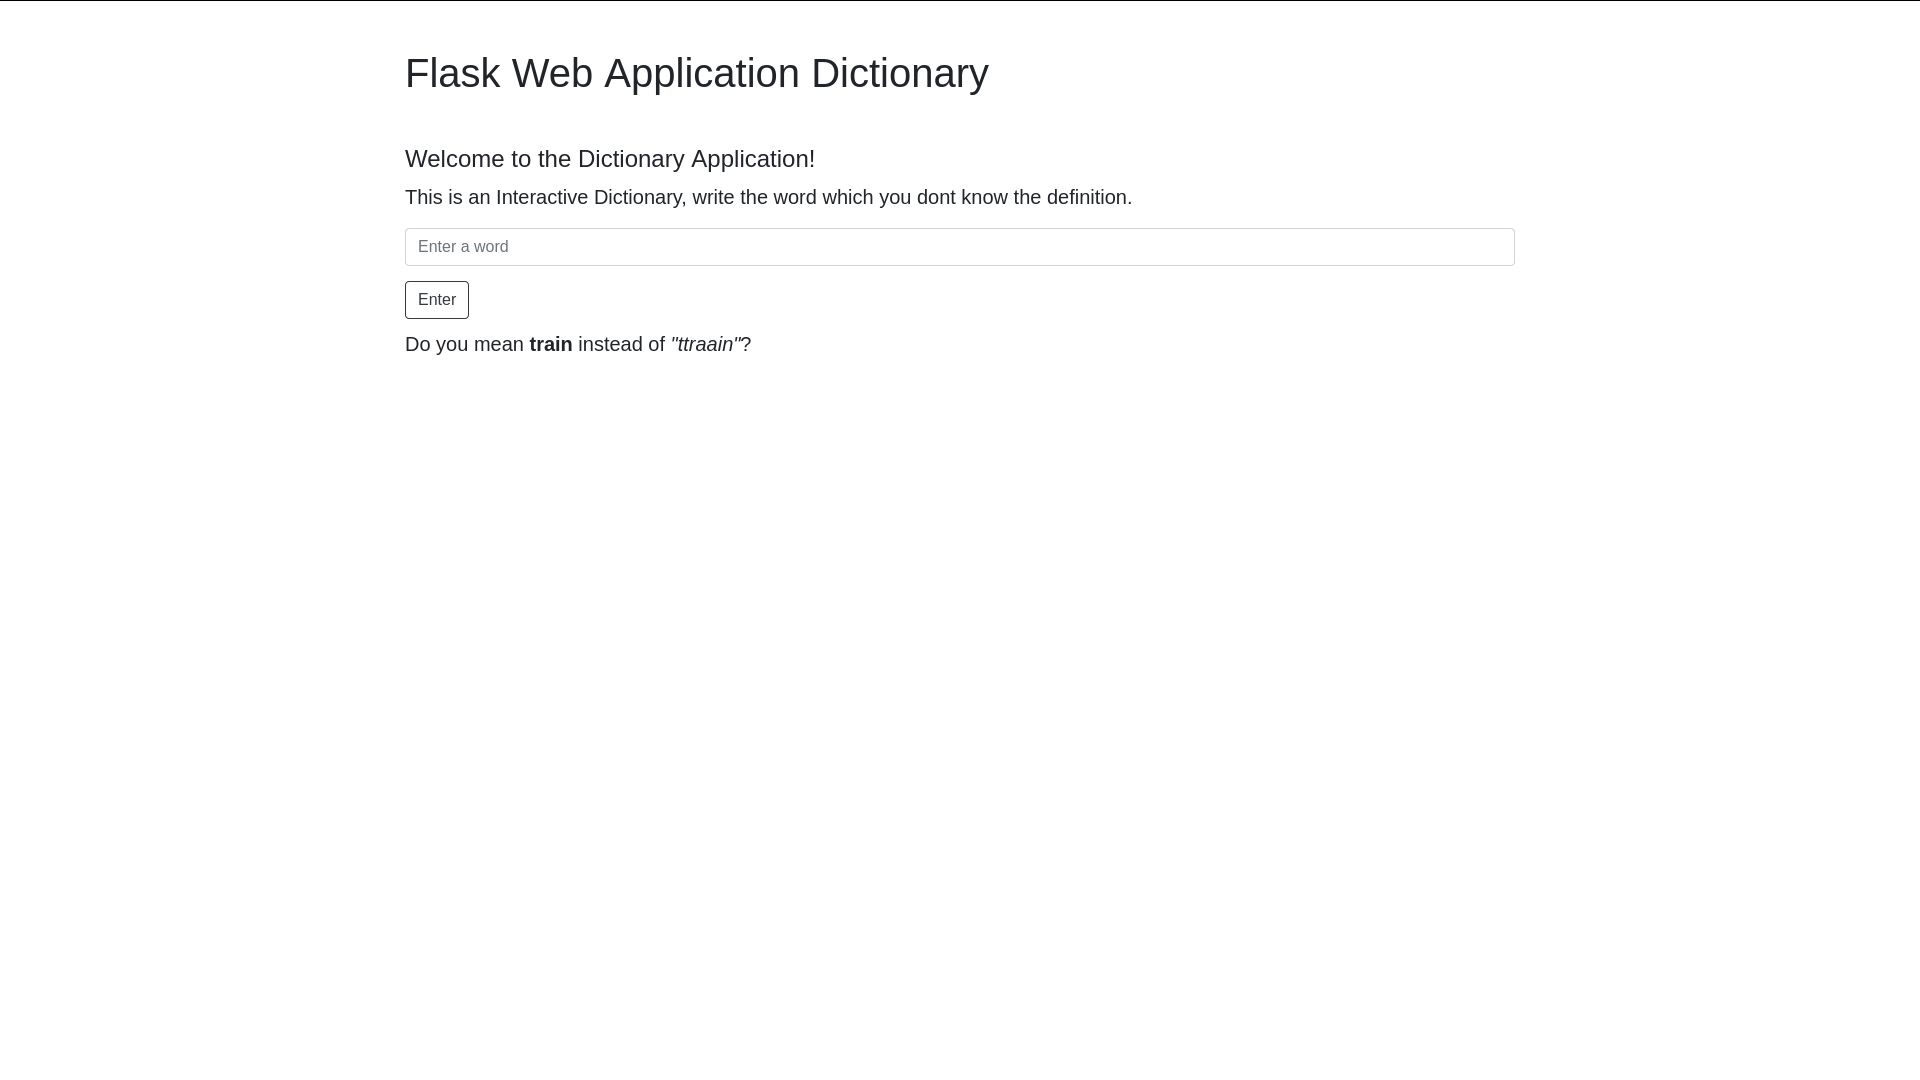 Flask Web Application Dictionary
Welcome to the Dictionary Application!
This is an Interactive Dictionary, write the word which you dont know the definition.
Enter a word
Enter
Do you mean train instead of "ttraain"?